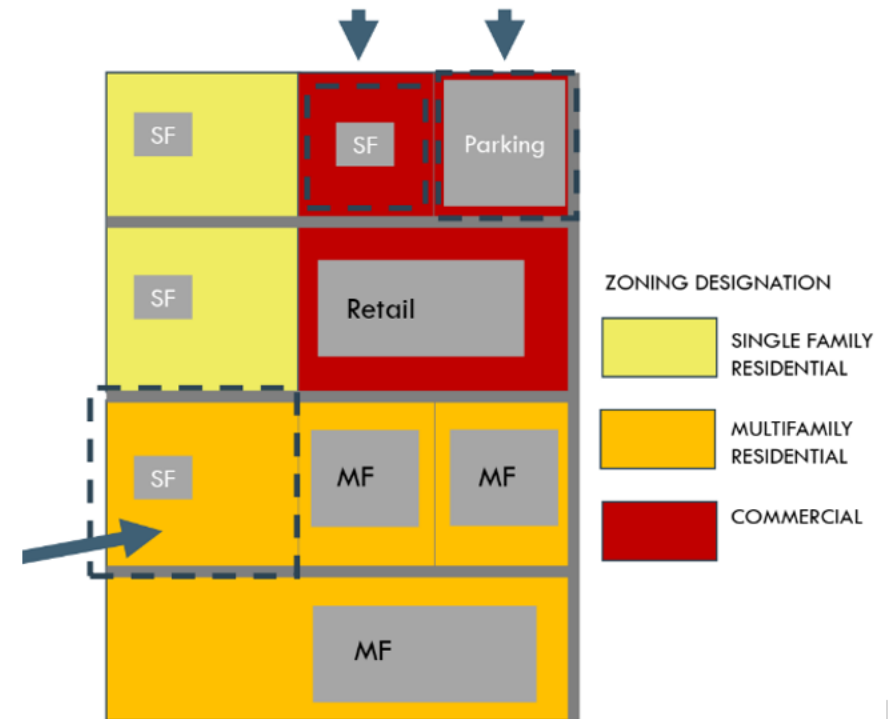 SF
SF
Parking
SF
Retail
SF
MF
MF
MF
ZONING DESIGNATION
SINGLE FAMILY
RESIDENTIAL
MULTIFAMILY
RESIDENTIAL
COMMERCIAL